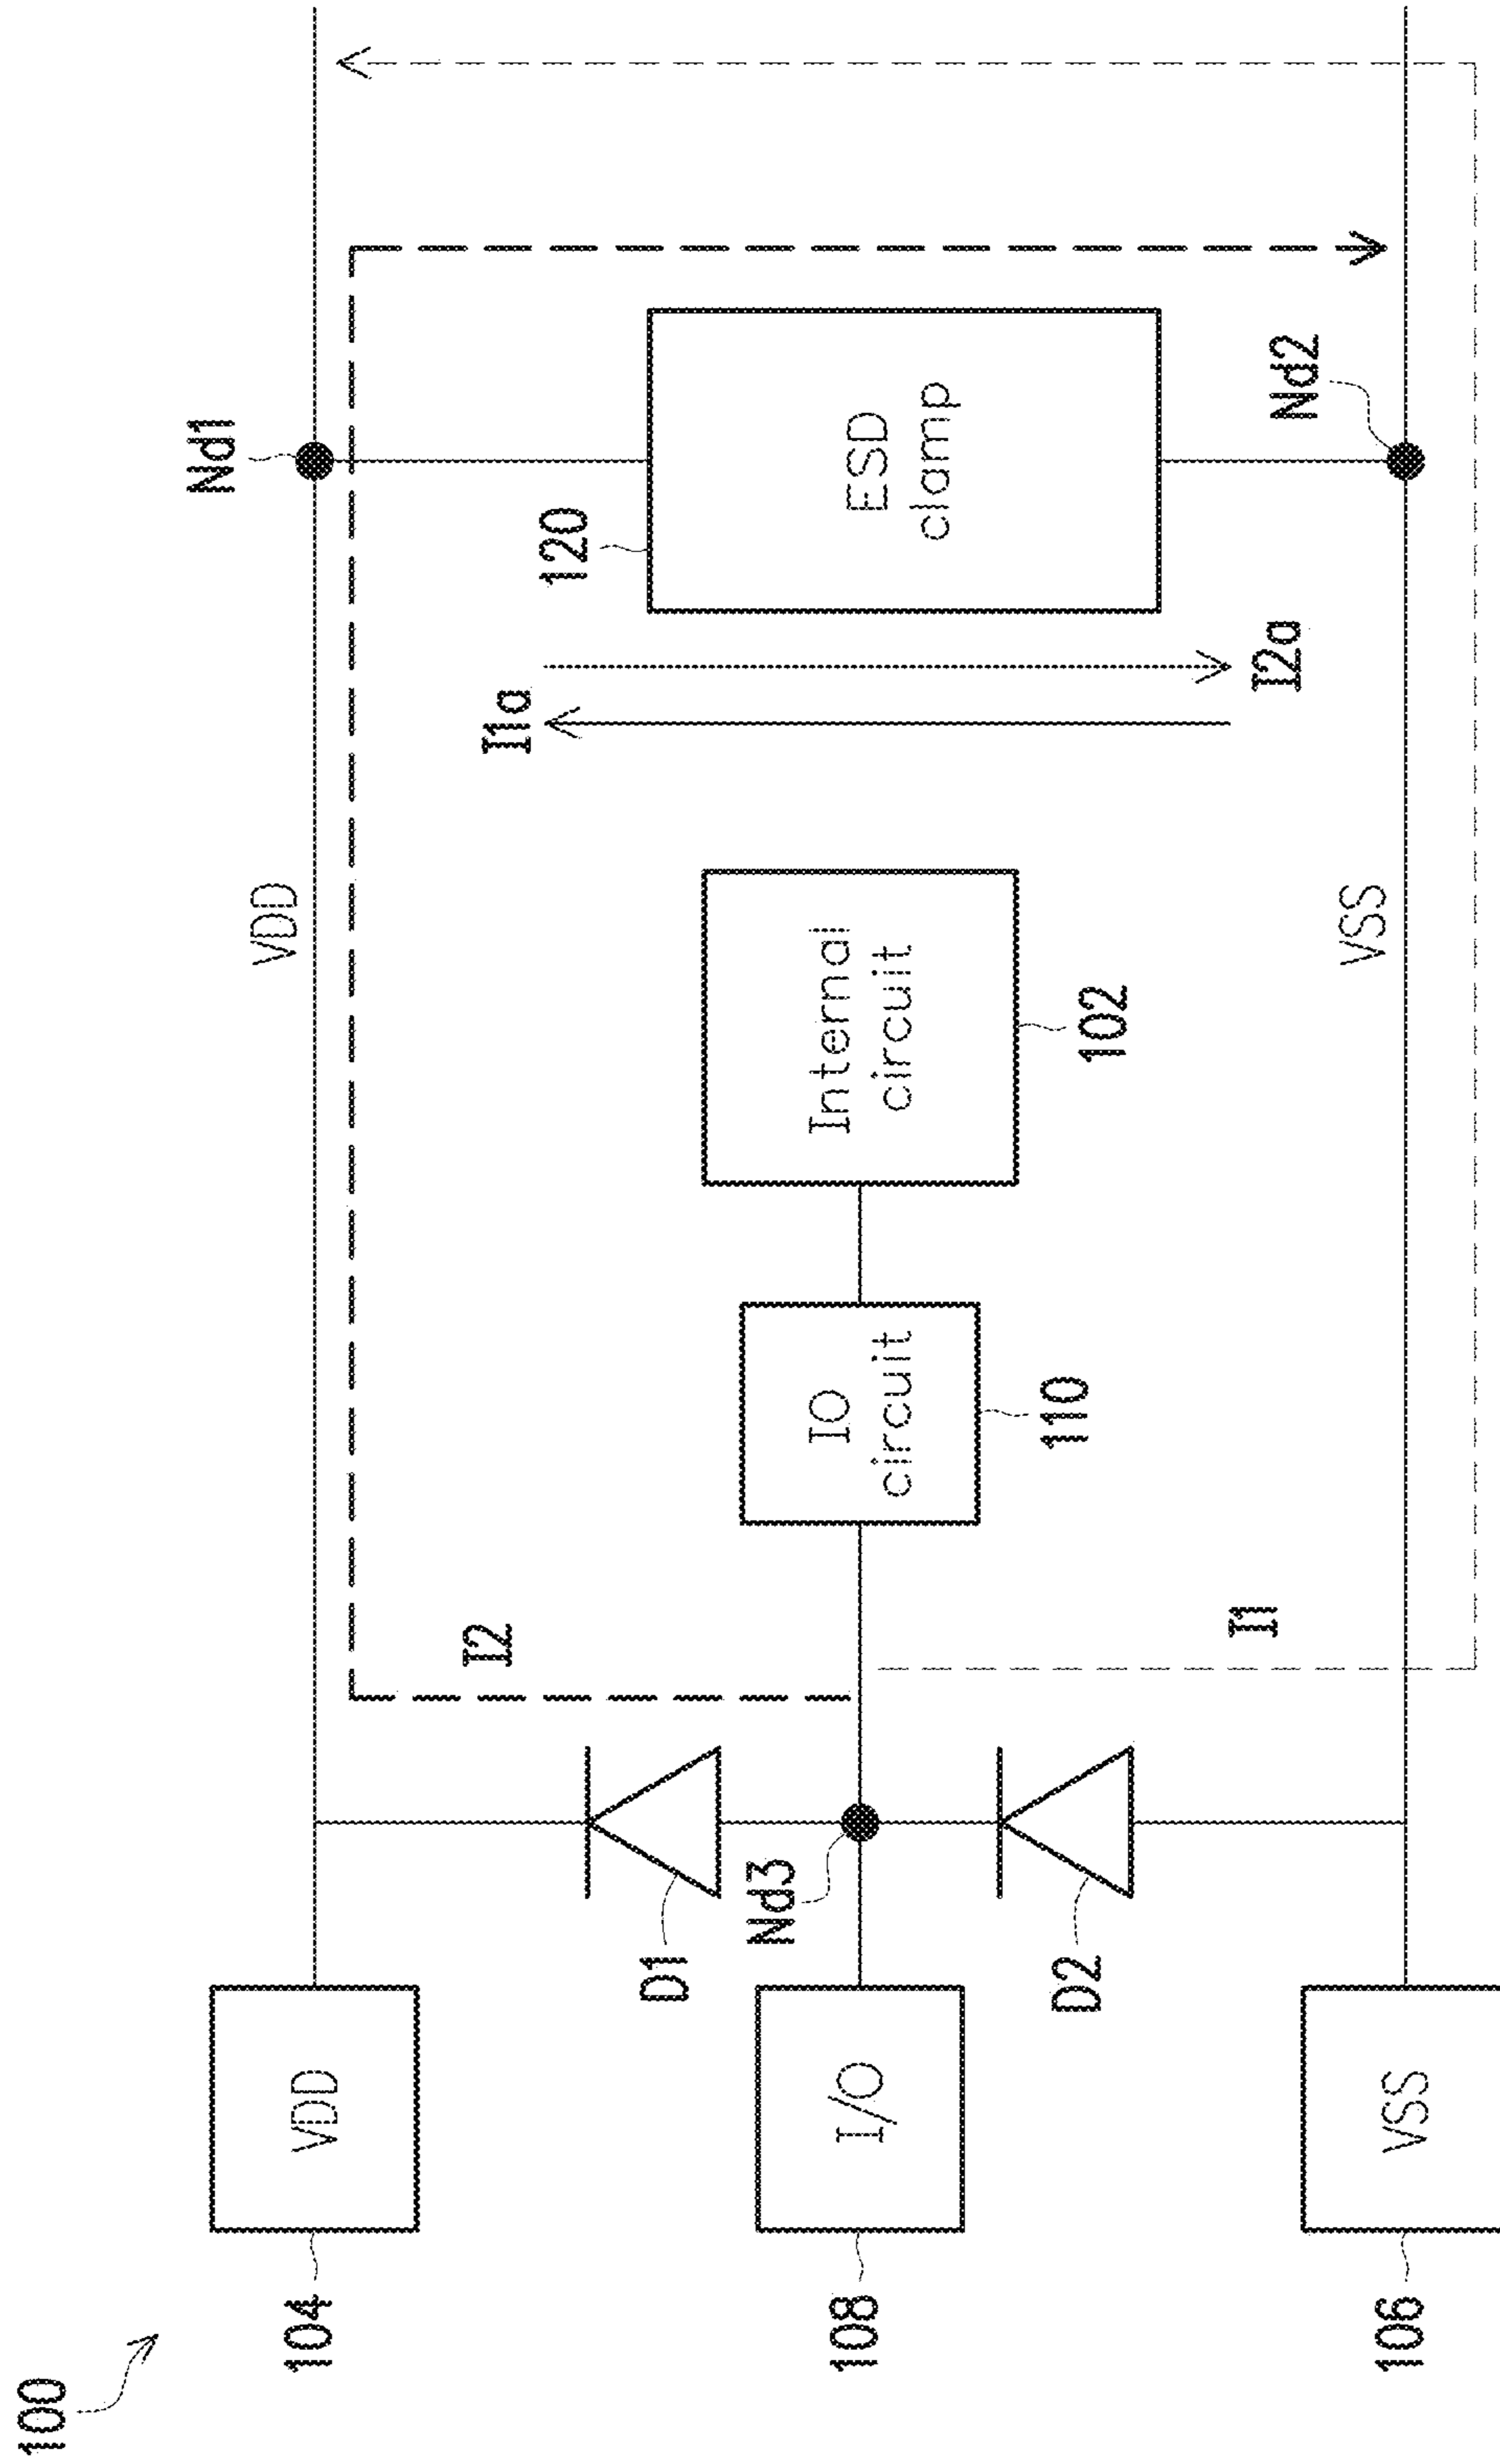 100
104
VDD
VDD
Nd1
I2
D1
I1a
120
ESD
clamp
108
I/O
Nd3
IO
circuit
110
Internal
circuit
102
I2a
D2
I1
Nd2
106
VSS
VSS